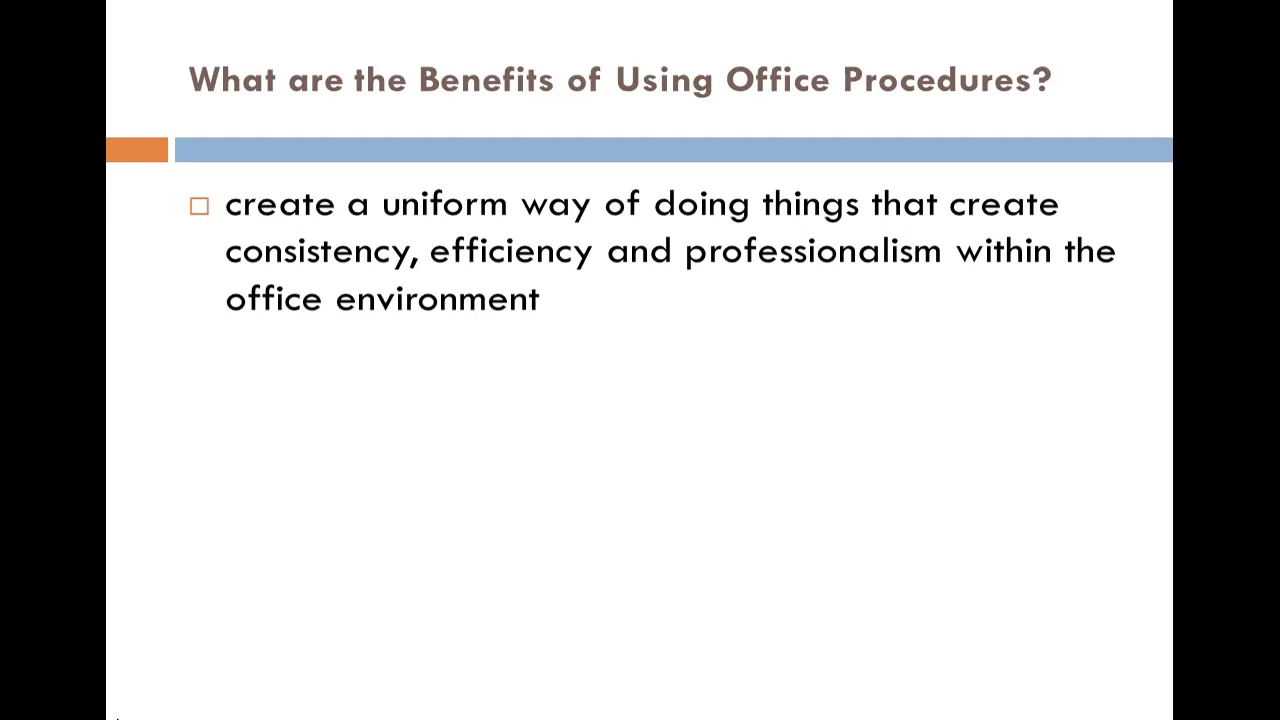 What are the Benefits of Using Office Procedures?
create a uniform way of doing things that create
consistency, efficiency and professionalism within the
office environment